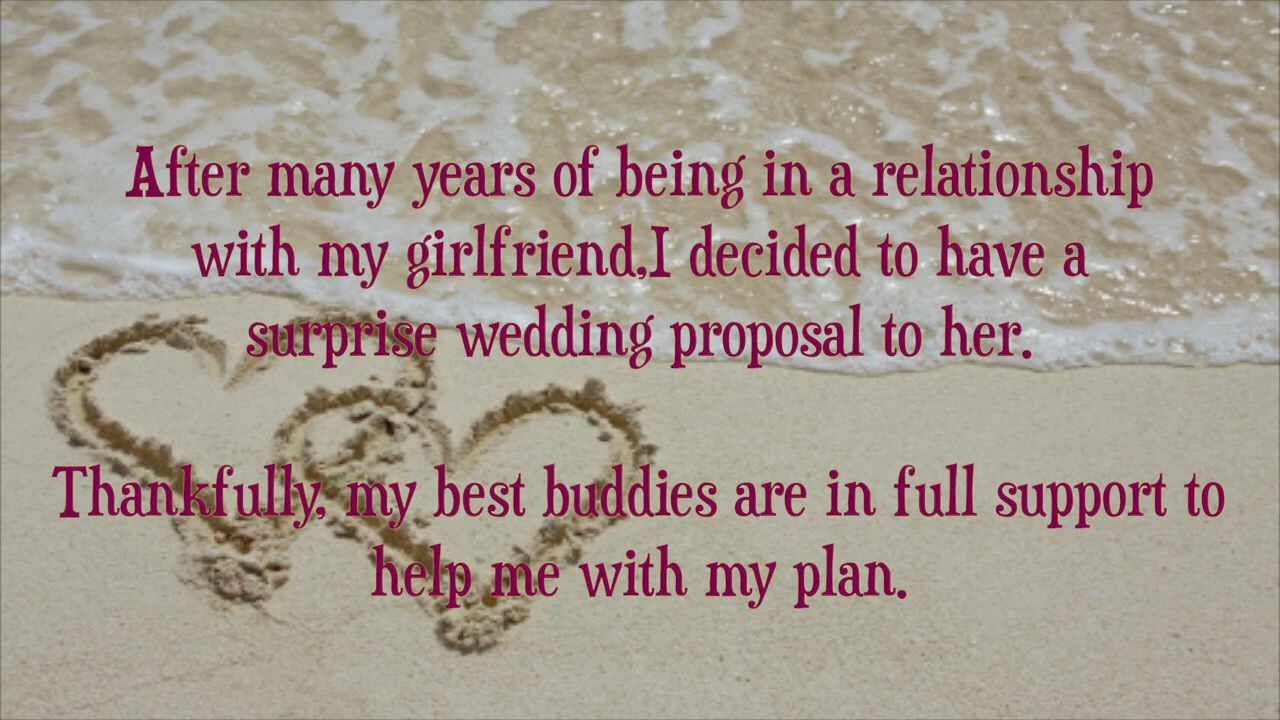 After many years of being in a relationship
with my girlfriend,I decided to have a
surprise wedding proposal to her.
Thankfully, my best buddies are in full support to
help me with my plan.